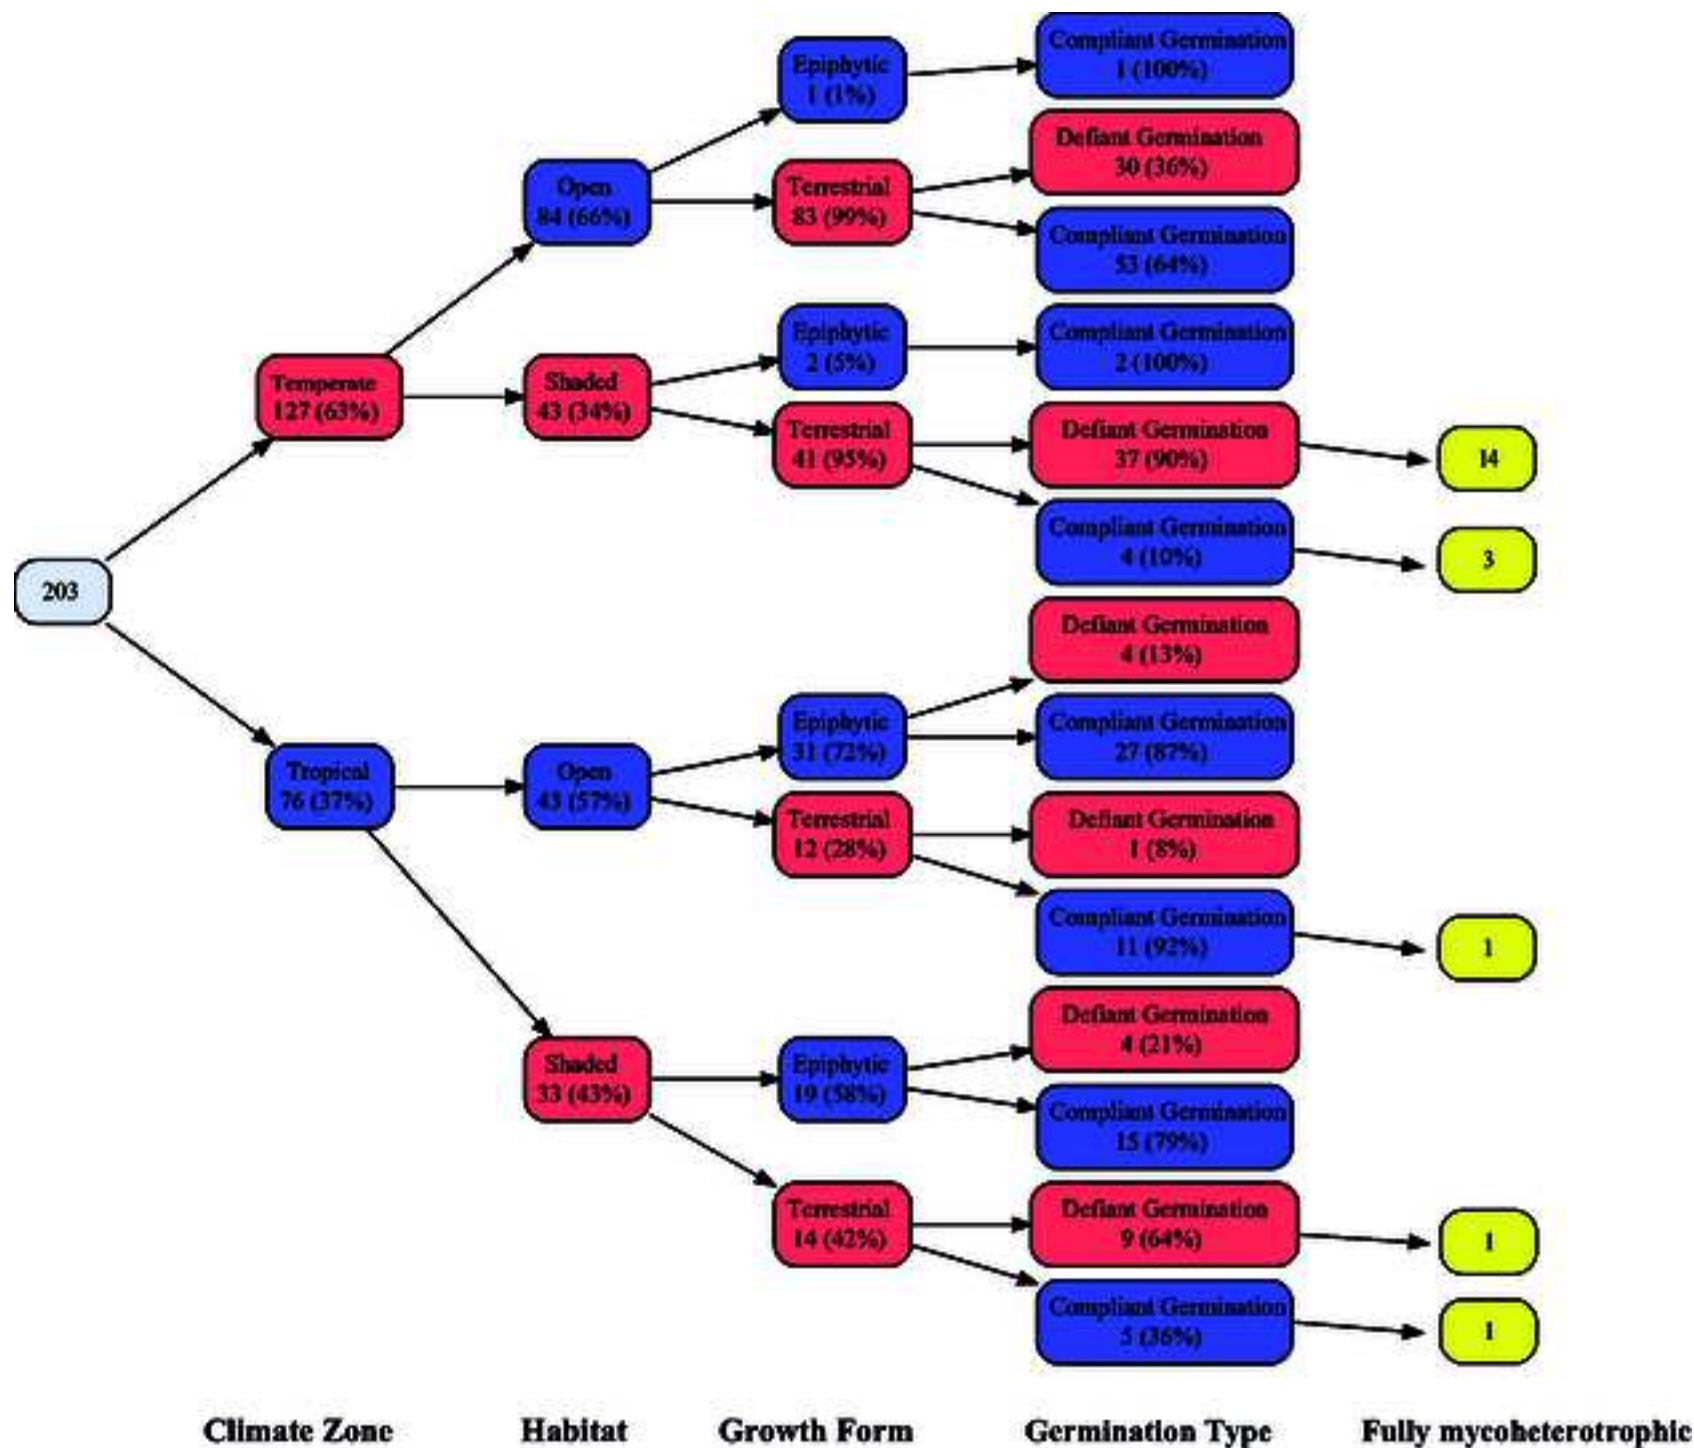 Compliant Germination
1 (100%)
Epiphytic
1 (1%)
Defiant Germination
30 (36%)
Open
84 (66%)
Terrestrial
83 (99%)
Compliant Germination
53 (64%)
Epiphytic
2 (5%)
Compliant Germination
2 (100%)
Temperate
127 (63%)
Shaded
43 (34%)
Terrestrial
41 (95%)
Defiant Germination
37 (90%)
14
Compliant Germination
4 (10%)
3
203
Defiant Germination
4 (13%)
Epiphytic
31 (72%)
Compliant Germination
27 (87%)
Tropical
76 (37%)
Open
43 (57%)
Terrestrial
12 (28%)
Defiant Germination
1 (8%)
Compliant Germination
11 (92%)
1
Defiant Germination
4 (21%)
Shaded
33 (43%)
Epiphytic
19 (58%)
Compliant Germination
15 (79%)
Terrestrial
14 (42%)
Defiant Germination
9 (64%)
1
Compliant Germination
5 (36%)
1
Climate Zone
Habitat
Growth Form
Germination Type
Fully mycoheterotrophic